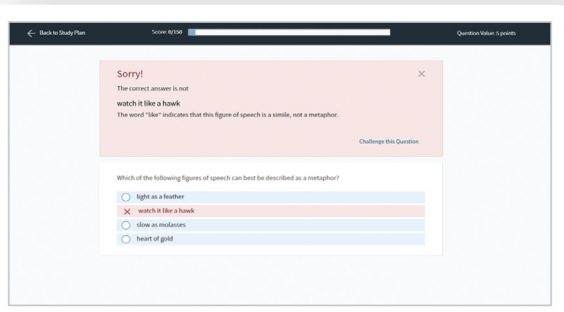 ← Back to Study Plan Score: 0/150 Question Value: 5 points
Sorry!
The correct answer is not
watch it like a hawk
The word "like" indicates that this figure of speech is a simile, not a metaphor.
Challenge this Question
Which of the following figures of speech can best be described as a metaphor?
light as a feather
watch it like a hawk
slow as molasses
heart of gold